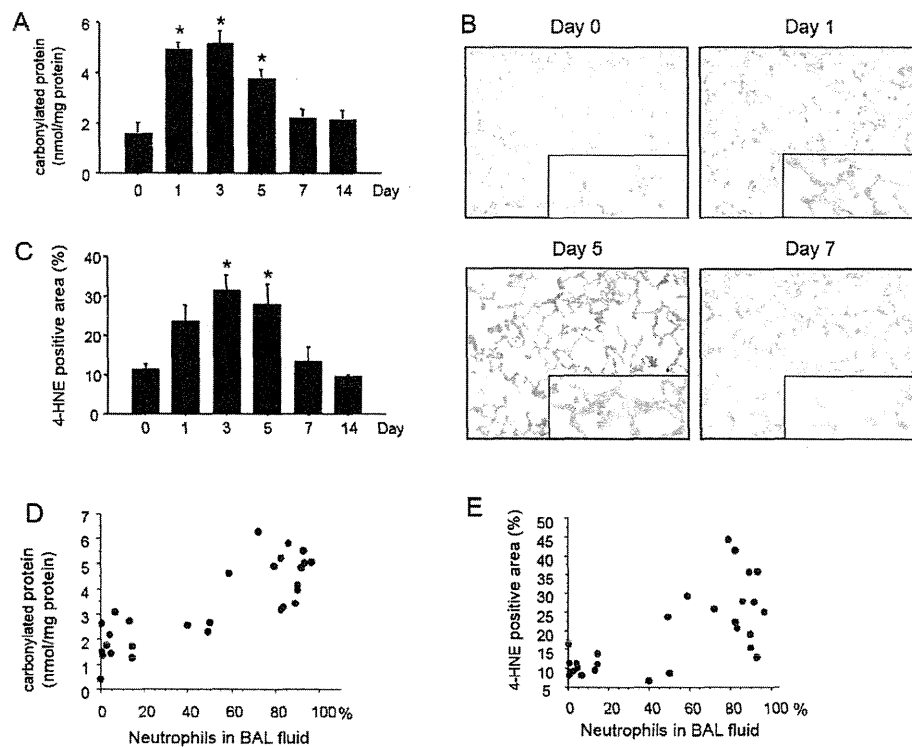 A
carbonylated protein
(nmol/mg protein)
6
4
2
0
* * *
0 1 3 5 7 14 Day
B
Day 0 Day 1
Day 5 Day 7
C
4-HNE positive area (%)
40
30
20
10
0
* *
0 1 3 5 7 14 Day
D
carbonylated protein
(nmol/mg protein)
7
6
5
4
3
2
1
0
0 20 40 60 80 100 %
Neutrophils in BAL fluid
E
4-HNE positive area (%)
50
45
40
35
30
25
20
15
10
5
0 20 40 60 80 100 %
Neutrophils in BAL fluid